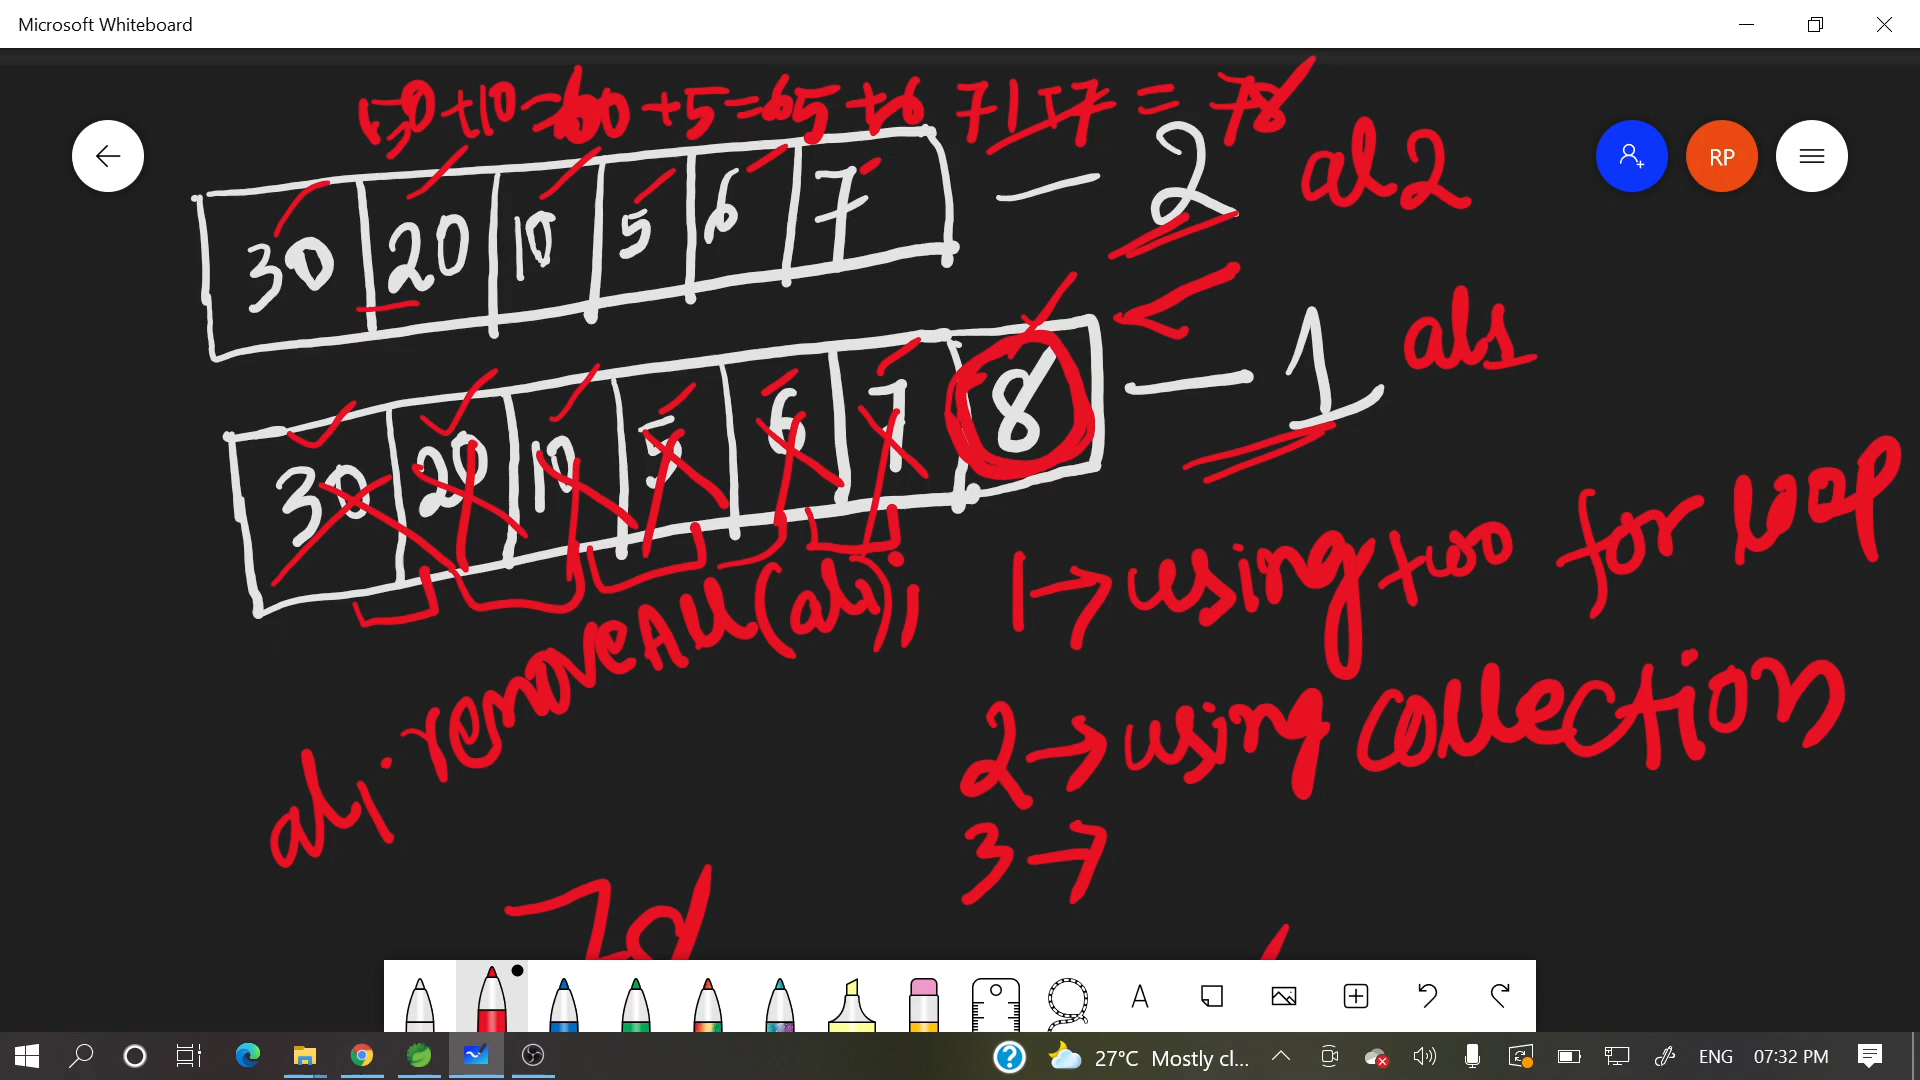 Microsoft Whiteboard
50+10=60+5=65+6 71+7=78
30 20 10 5 6 7 — 2 al2
RP
30 20 10 5 6 7 8 — 1
1→using two for loop
al1.removeAll(
2→using collection
3→
A
27°C Mostly cl...
ENG 07:32 PM